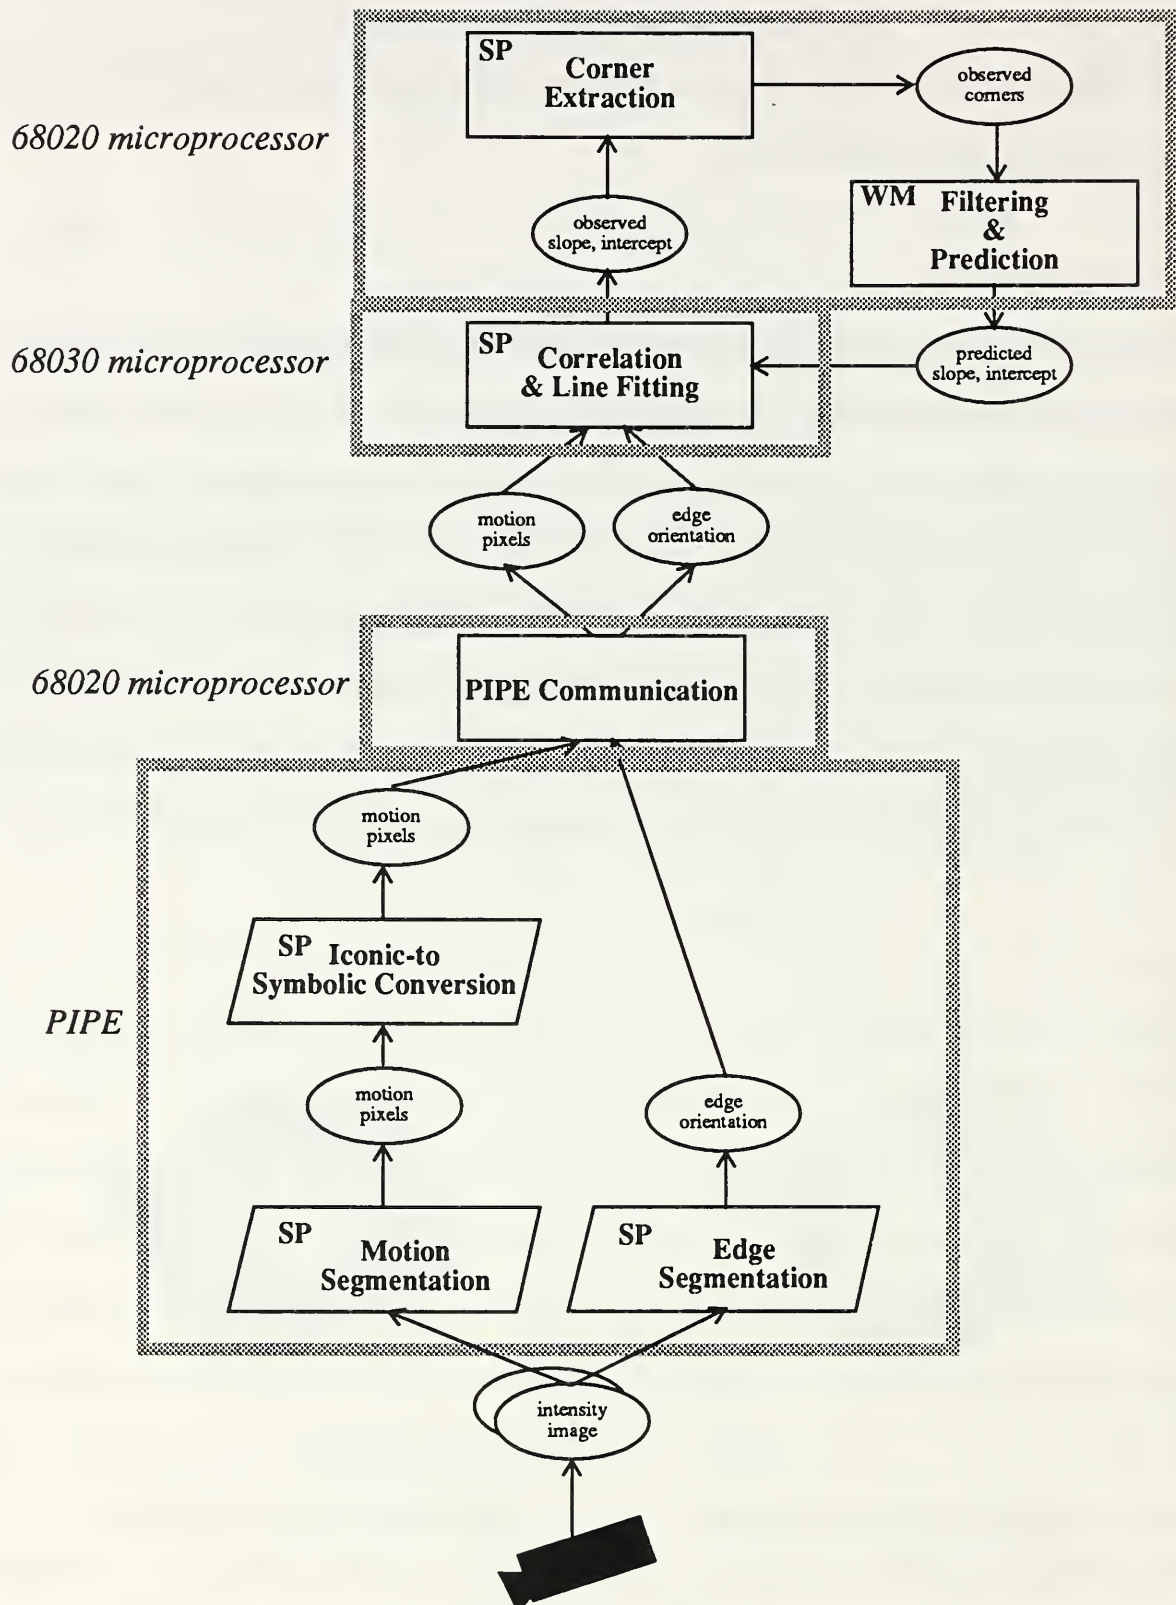 SP
Corner
Extraction
observed
corners
68020 microprocessor
WM
Filtering
&
Prediction
observed
slope, intercept
68030 microprocessor
SP
Correlation
& Line Fitting
predicted
slope, intercept
motion
pixels
edge
orientation
68020 microprocessor
PIPE Communication
motion
pixels
SP Iconic-to
Symbolic Conversion
PIPE
motion
pixels
edge
orientation
SP
Motion
Segmentation
SP
Edge
Segmentation
intensity
image